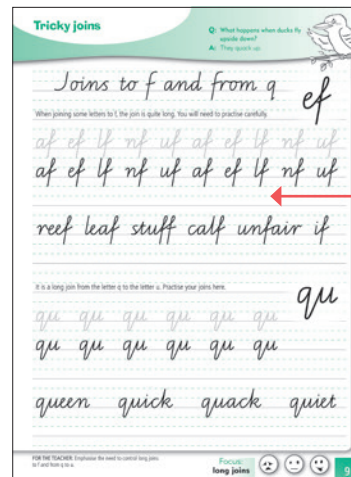 Tricky joins
Q: What happens when ducks fly
upside down?
A: They quack up.
Joins to f and from q
ef
When joining some letters to f, the join is quite long. You will need to practise carefully.
af ef lf nf uf af ef lf nf uf
af ef lf nf uf af ef lf nf uf
reef leaf stuff calf unfair if
It is a long join from the letter q to the letter u. Practise your joins here.
qu
qu qu qu qu qu qu
qu qu qu qu qu qu
queen quick quack quiet
FOR THE TEACHER: Emphasise the need to control long joins
to f and from q to u.
Focus:
long joins
9